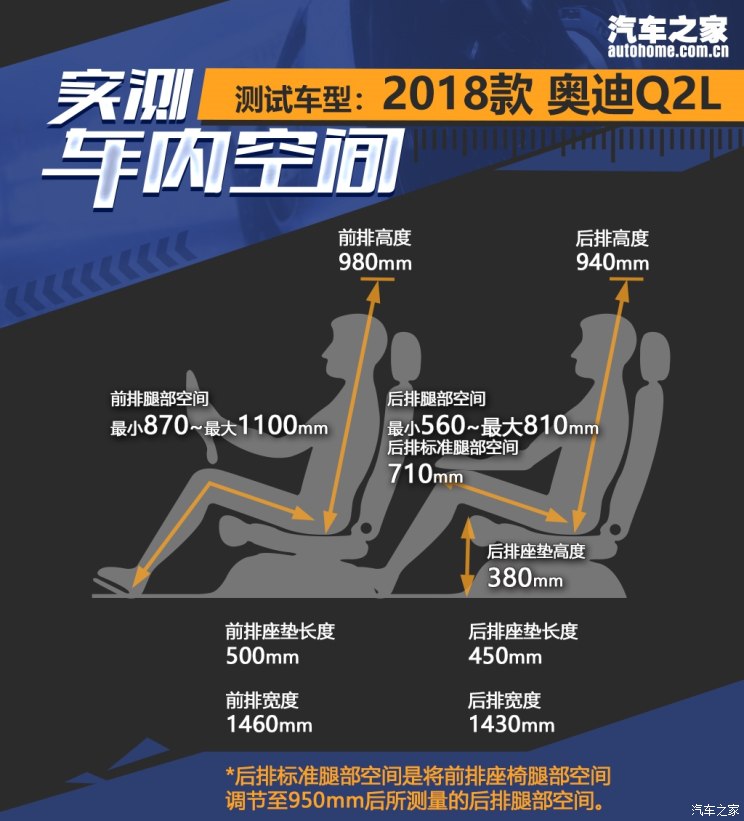 汽车之家
autohome.com.cn
实测
测试车型：2018款 奥迪Q2L
车内空间
前排高度
980mm
后排高度
940mm
前排腿部空间
最小870~最大1100mm
后排腿部空间
最小560~最大810mm
后排标准腿部空间
710mm
后排座垫高度
380mm
前排座垫长度
500mm
后排座垫长度
450mm
前排宽度
1460mm
后排宽度
1430mm
*后排标准腿部空间是将前排座椅腿部空间
调节至950mm后所测量的后排腿部空间。
汽车之家